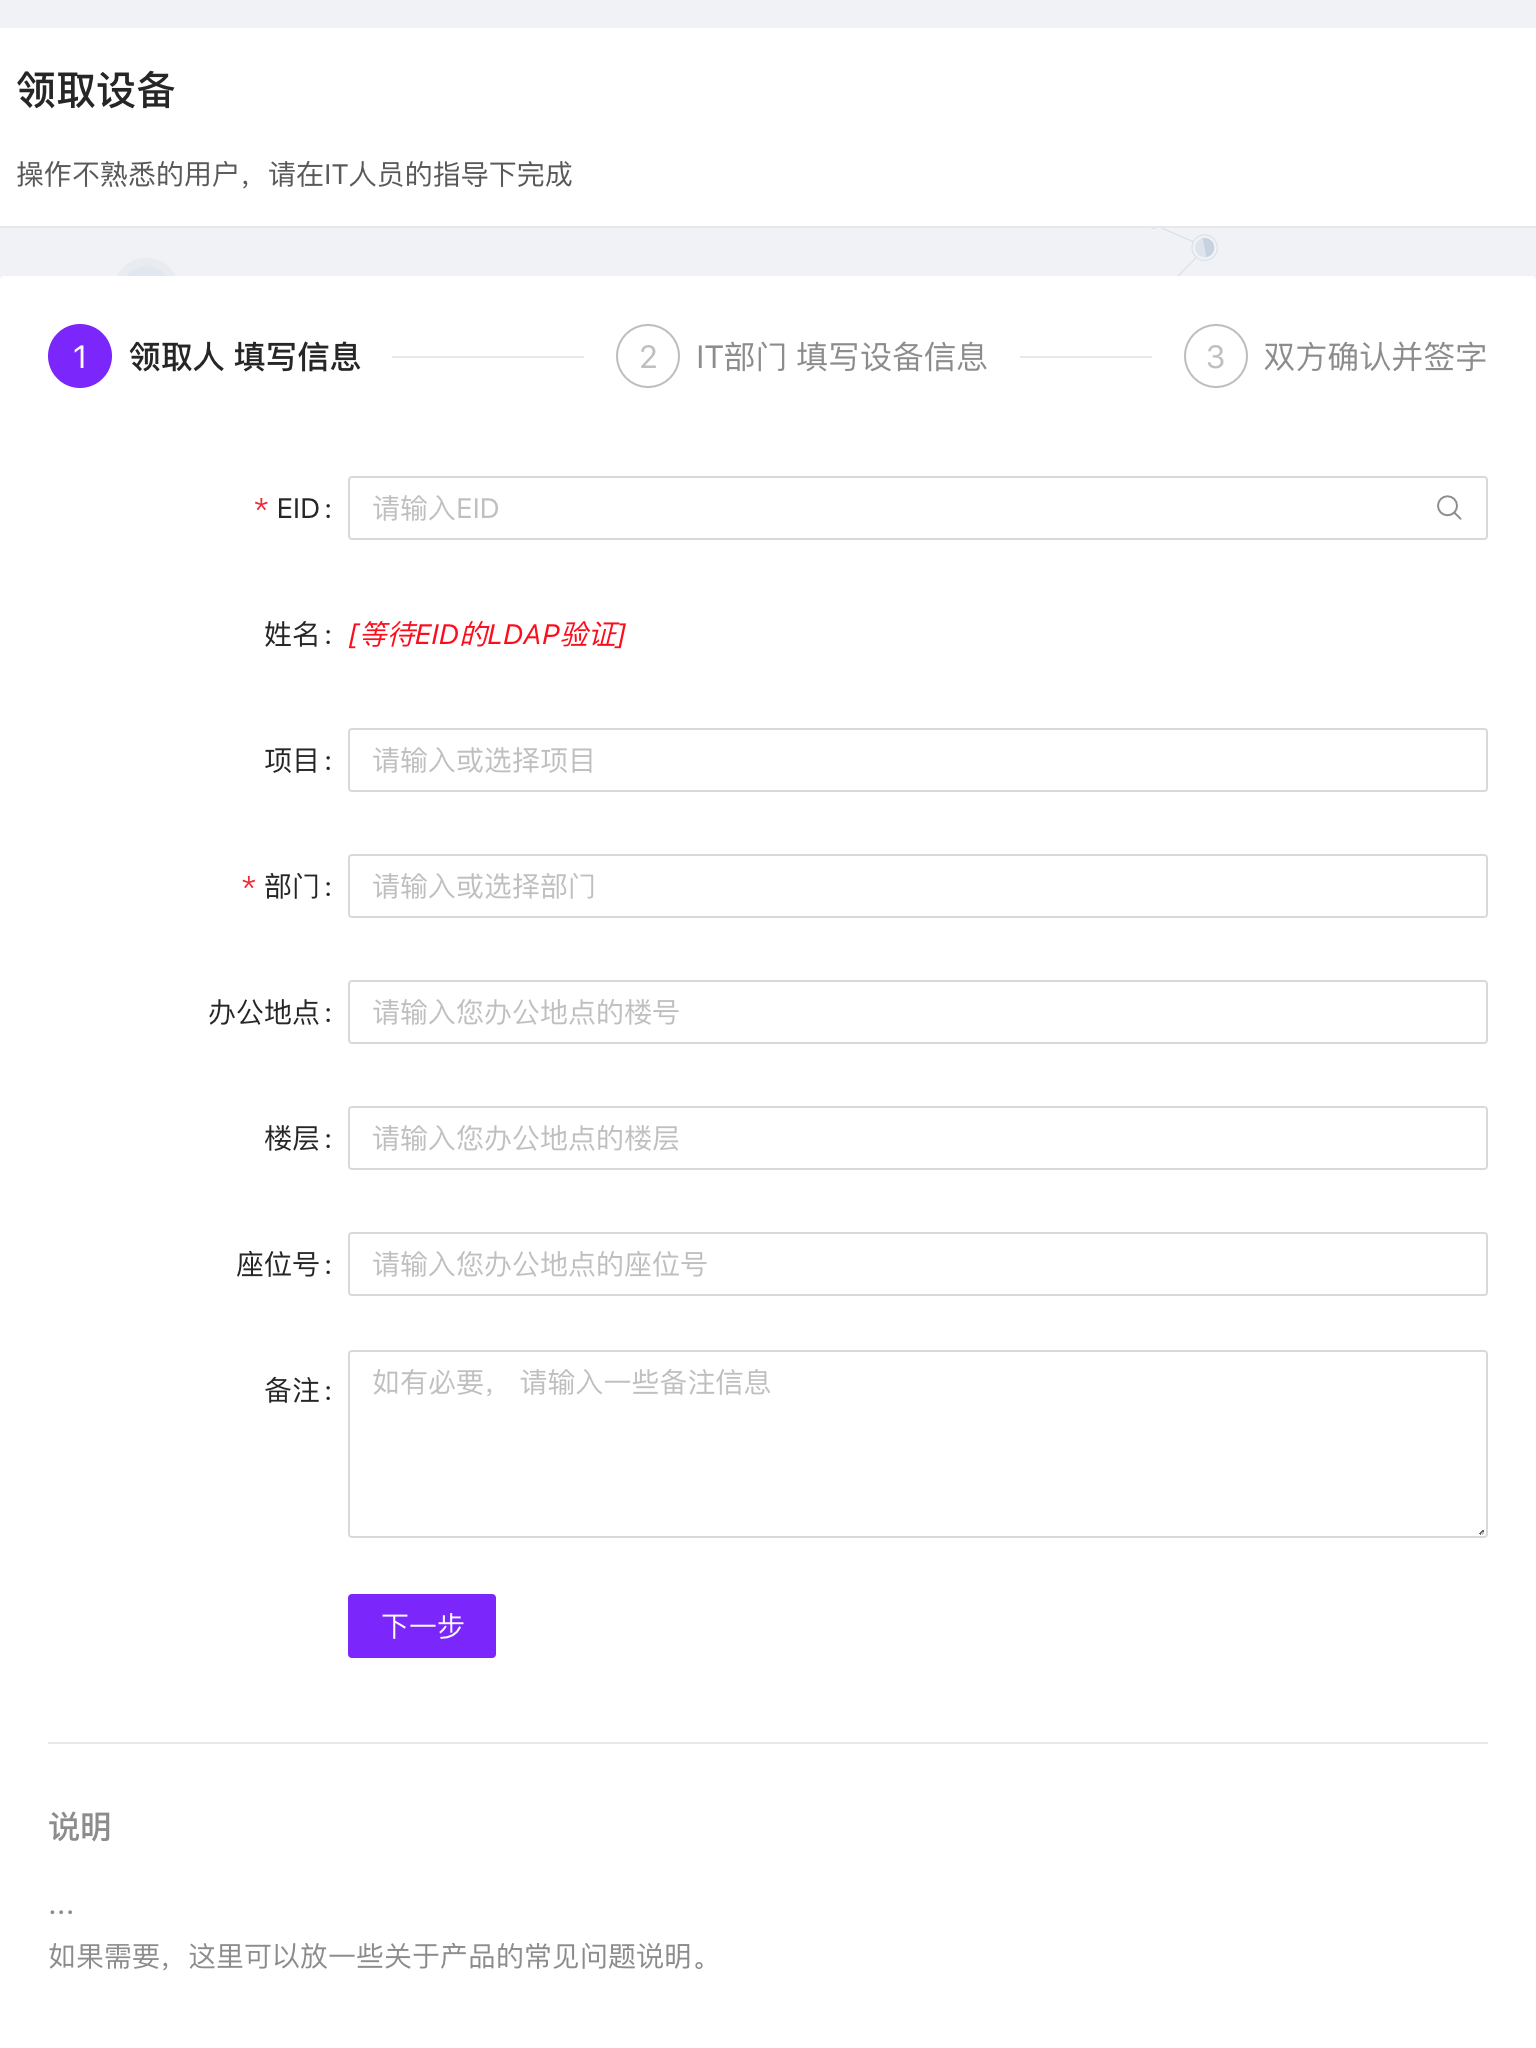 领取设备
操作不熟悉的用户，请在IT人员的指导下完成
1 领取人 填写信息 2 IT部门 填写设备信息 3 双方确认并签字
* EID: 请输入EID
姓名: [等待EID的LDAP验证]
项目: 请输入或选择项目
* 部门: 请输入或选择部门
办公地点: 请输入您办公地点的楼号
楼层: 请输入您办公地点的楼层
座位号: 请输入您办公地点的座位号
备注: 如有必要， 请输入一些备注信息
下一步
说明
...
如果需要，这里可以放一些关于产品的常见问题说明。